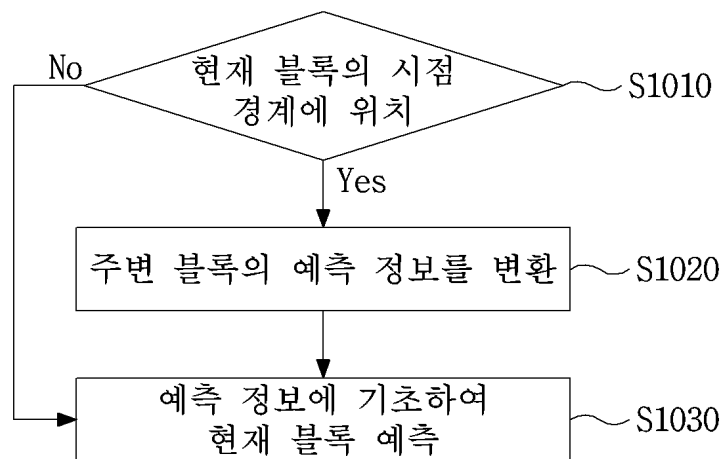 No
현재 블록의 시점
경계에 위치
S1010
Yes
주변 블록의 예측 정보를 변환
S1020
예측 정보에 기초하여
현재 블록 예측
S1030